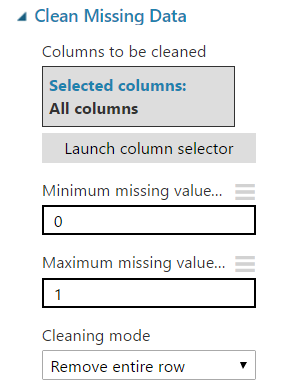 Clean Missing Data
Columns to be cleaned
Selected columns:
All columns
Launch column selector
Minimum missing value...
0
Maximum missing value...
1
Cleaning mode
Remove entire row